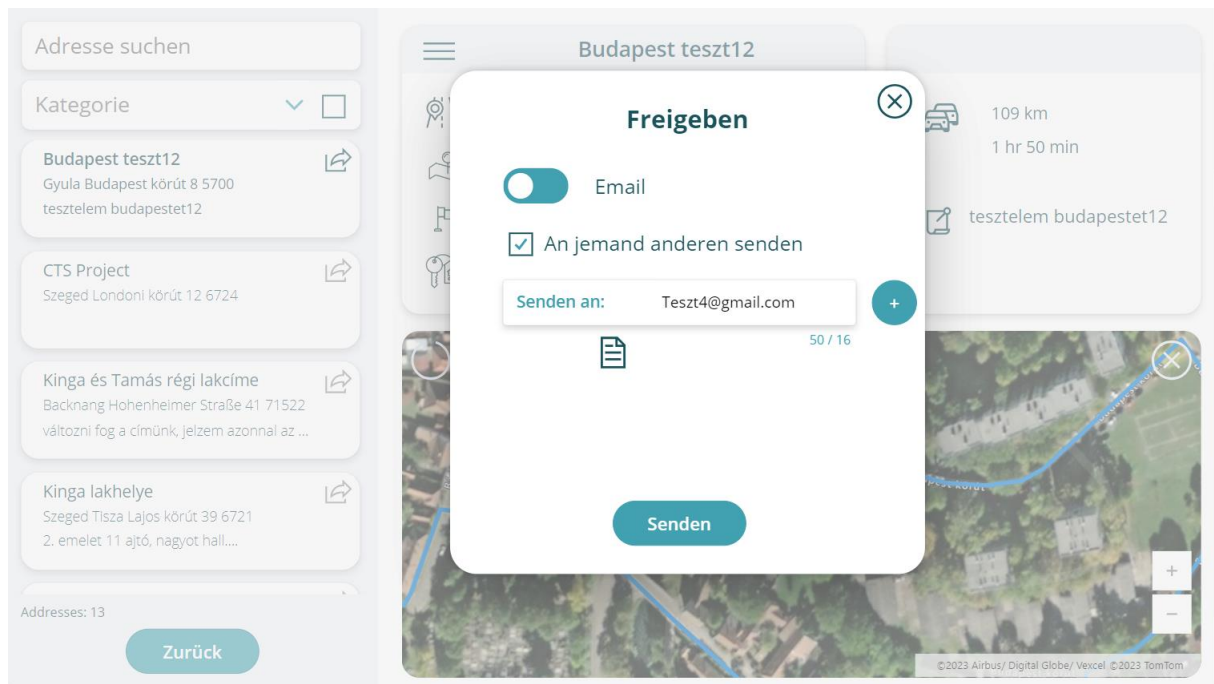 Adresse suchen
Kategorie
Budapest teszt12
Gyula Budapest körút 8 5700
tesztelem budapestet12
CTS Project
Szeged Londoni körút 12 6724
Kinga és Tamás régi lakcíme
Backnang Hohenheimer Straße 41 71522
változni fog a címünk, jelzem azonnal az ...
Kinga lakhelye
Szeged Tisza Lajos körút 39 6721
2. emelet 11 ajtó, nagyot hall....
Addresses: 13
Zurück
Budapest teszt12
109 km
1 hr 50 min
tesztelem budapestet12
Freigeben
Email
An jemand anderen senden
Senden an: Teszt4@gmail.com
+
50 / 16
Senden
körút
+
−
©2023 Airbus/ Digital Globe/ Vexcel ©2023 TomTom